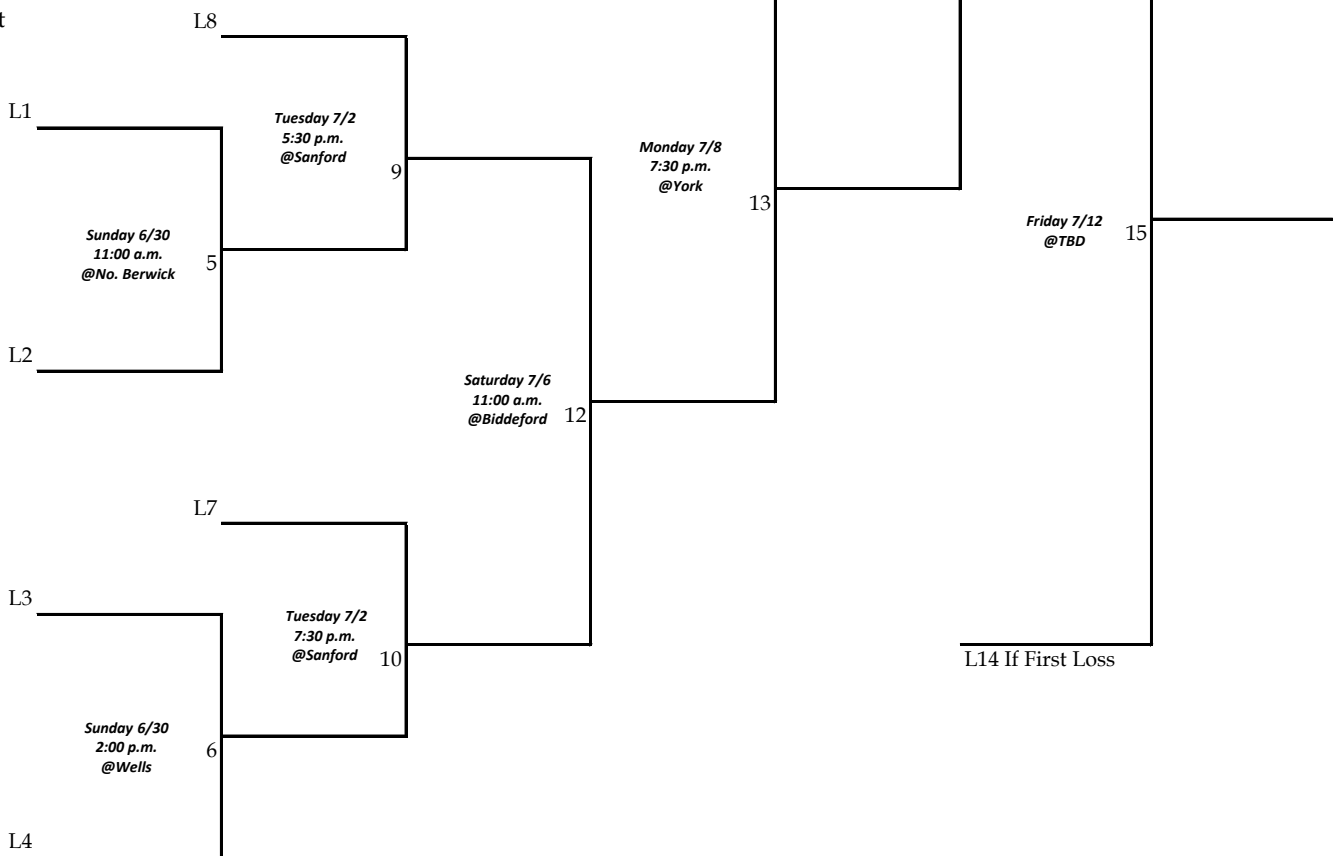 t
L8
L1
Tuesday 7/2
5:30 p.m.
@Sanford
9
Monday 7/8
7:30 p.m.
@York
13
Friday 7/12
@TBD
15
Sunday 6/30
11:00 a.m.
@No. Berwick
5
L2
Saturday 7/6
11:00 a.m.
@Biddeford
12
L7
L3
Tuesday 7/2
7:30 p.m.
@Sanford
10
L14 If First Loss
Sunday 6/30
2:00 p.m.
@Wells
6
L4